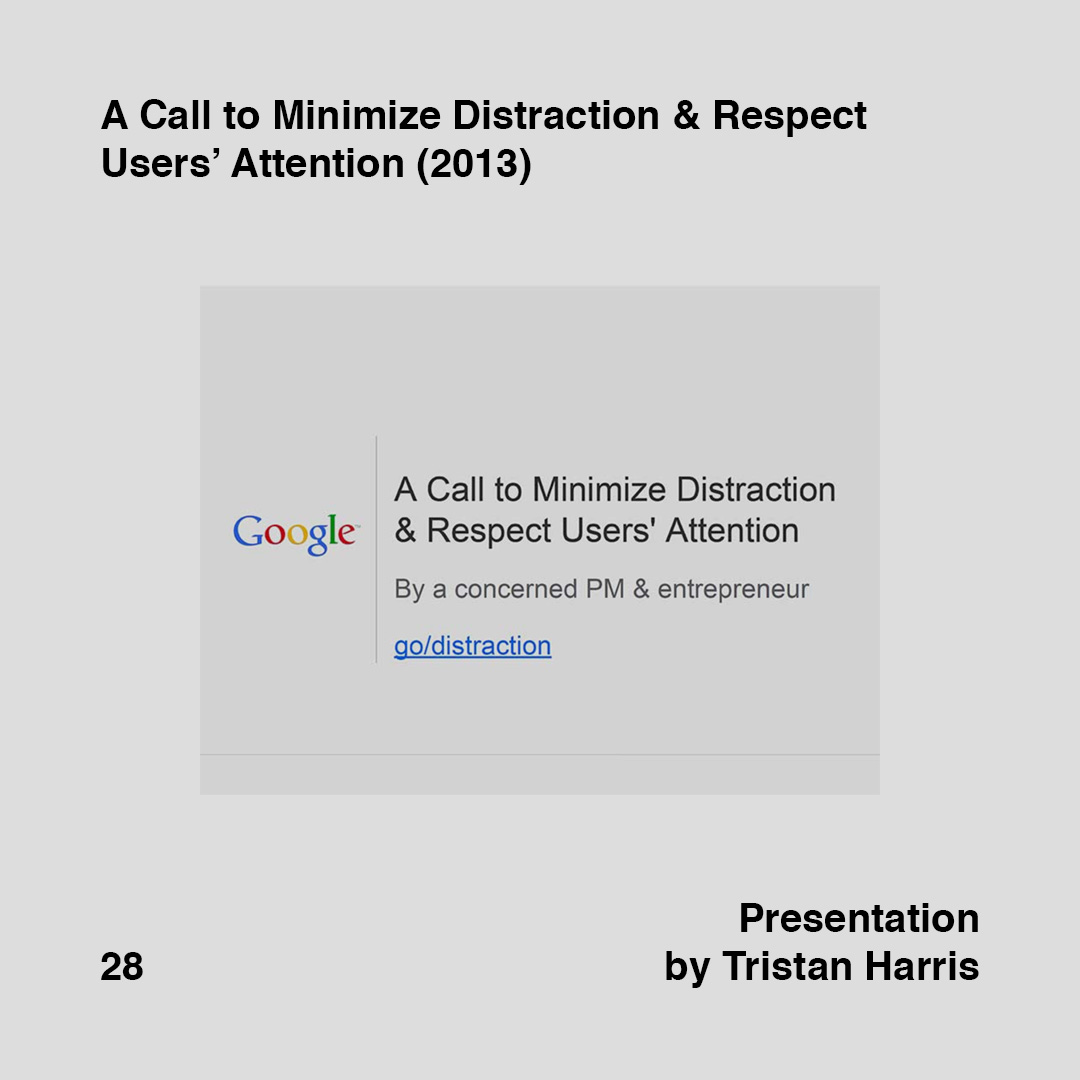 A Call to Minimize Distraction & Respect
Users’ Attention (2013)
Google™
A Call to Minimize Distraction
& Respect Users' Attention
By a concerned PM & entrepreneur
go/distraction
Presentation
28
by Tristan Harris